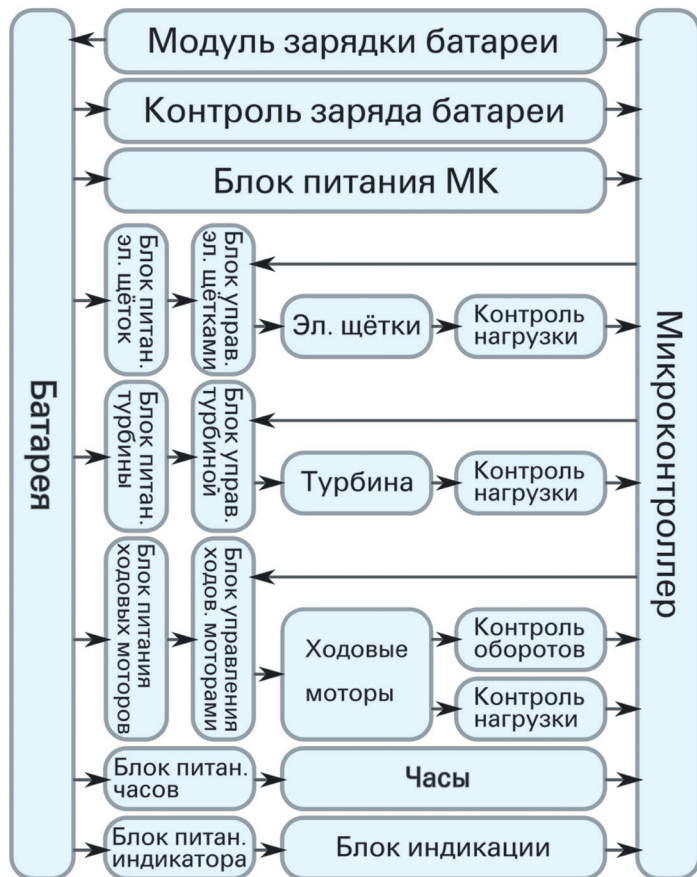 Модуль зарядки батареи
Контроль заряда батареи
Блок питания МК
Батарея
Микроконтроллер
Блок питан.
эл. щёток
Блок управ.
эл. щётками
Эл. щётки
Контроль
нагрузки
Блок питан.
турбины
Блок управ.
турбиной
Турбина
Контроль
нагрузки
Блок питания
ходовых моторов
Блок управления
ходов. моторами
Ходовые
моторы
Контроль
оборотов
Контроль
нагрузки
Блок питан.
часов
Часы
Блок питан.
индикатора
Блок индикации